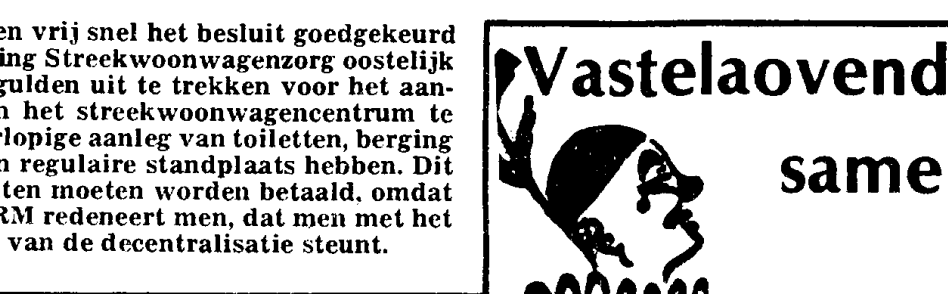 en vrij snel het besluit goedgekeurd
ing Streekwoonwagenzorg oostelijk
gulden uit te trekken voor het aan-
n het streekwoonwagencentrum te
rlopige aanleg van toiletten, berging
n regulaire standplaats hebben. Dit
ten moeten worden betaald, omdat
RM redeneert men, dat men met het
van de decentralisatie steunt.
Vastelaovend
same